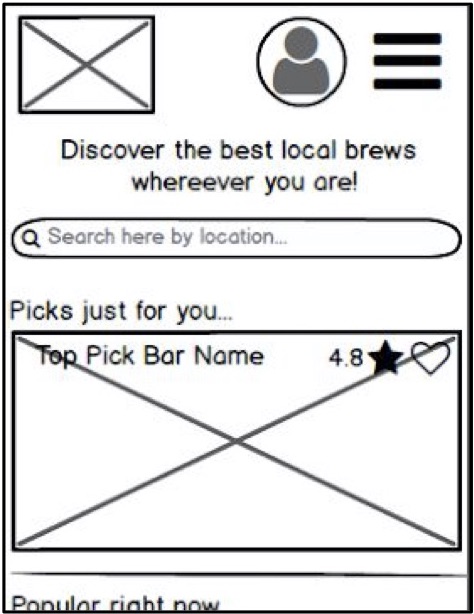 Discover the best local brews
whereever you are!
Search here by location...
Picks just for you...
Top Pick Bar Name 4.8
Popular right now